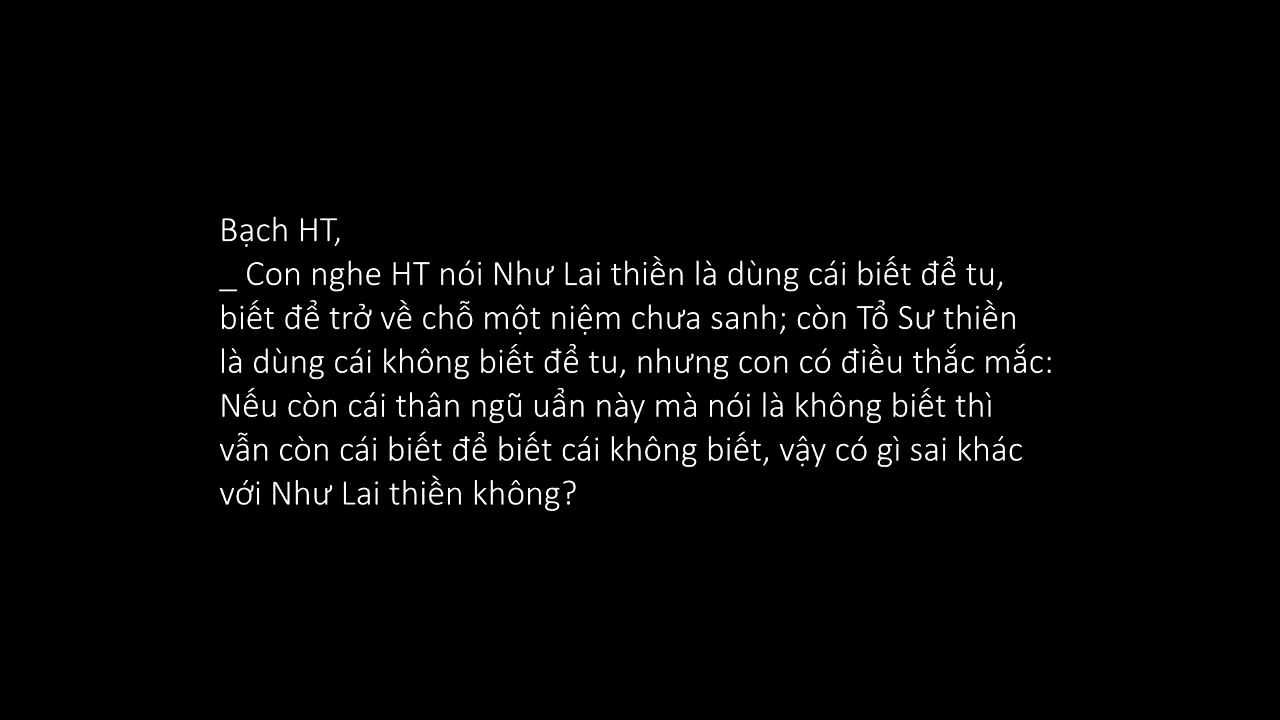 Bạch HT,
_ Con nghe HT nói Như Lai thiền là dùng cái biết để tu,
biết để trở về chỗ một niệm chưa sanh; còn Tổ Sư thiền
là dùng cái không biết để tu, nhưng con có điều thắc mắc:
Nếu còn cái thân ngũ uẩn này mà nói là không biết thì
vẫn còn cái biết để biết cái không biết, vậy có gì sai khác
với Như Lai thiền không?